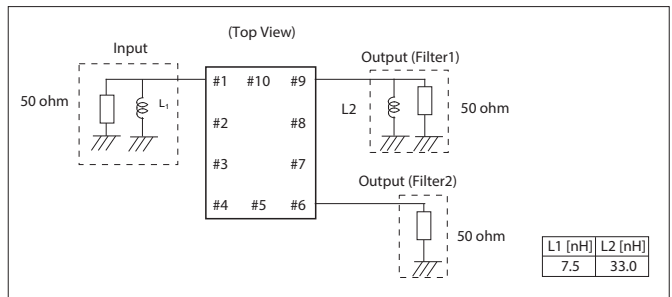 (Top View)
Input
Output (Filter1)
#1 #10 #9
50 ohm
L₁
L2
50 ohm
#2 #8
#3 #7
Output (Filter2)
#4 #5 #6
50 ohm
L1 [nH] L2 [nH]
7.5 33.0